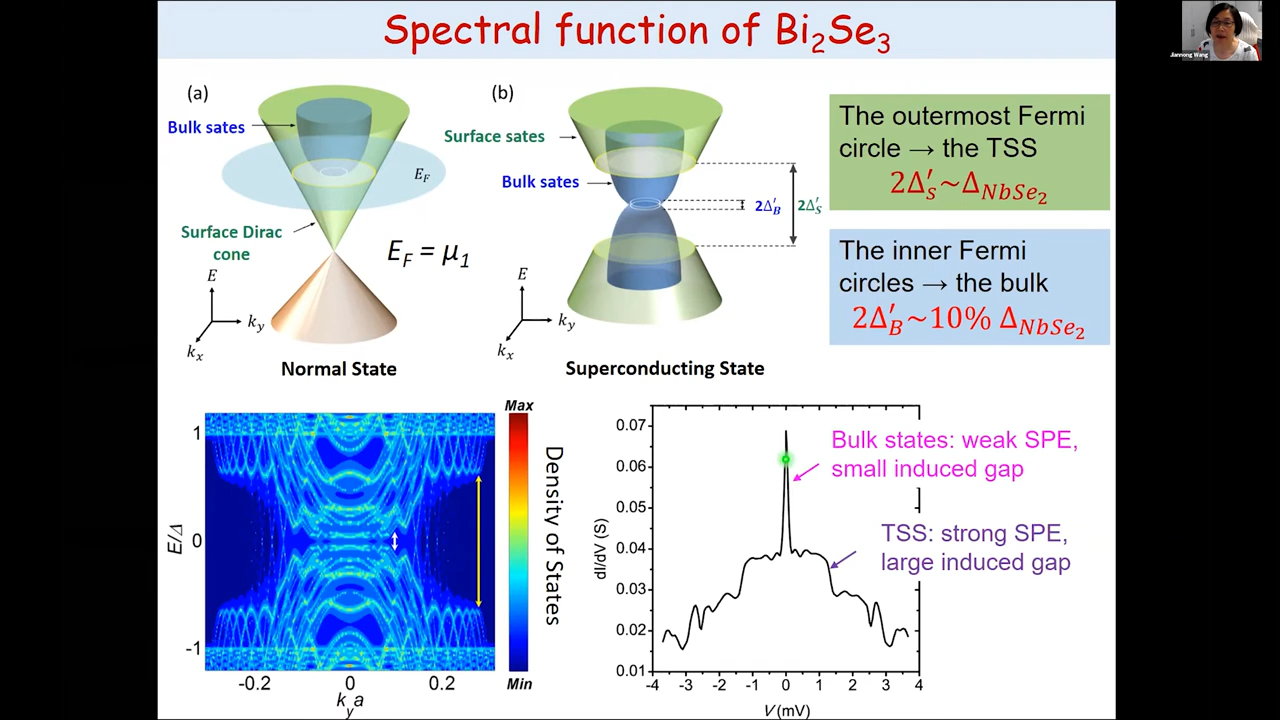 Spectral function of Bi₂Se₃
Jiannong Wang
(a)
Bulk sates
E_F
Surface Dirac
cone
E_F = μ₁
E
k_y
k_x
Normal State
(b)
Surface sates
Bulk sates
2Δ′_B
2Δ′_S
E
k_y
k_x
Superconducting State
The outermost Fermi
circle → the TSS
2Δ′_s~Δ_NbSe₂
The inner Fermi
circles → the bulk
2Δ′_B~10% Δ_NbSe₂
1
0
-1
E/Δ
-0.2
0
0.2
k_y a
Max
Density of States
Min
0.07
0.06
0.05
0.04
0.03
0.02
0.01
dI/dV (S)
-4
-3
-2
-1
0
1
2
3
4
V (mV)
Bulk states: weak SPE,
small induced gap
TSS: strong SPE,
large induced gap